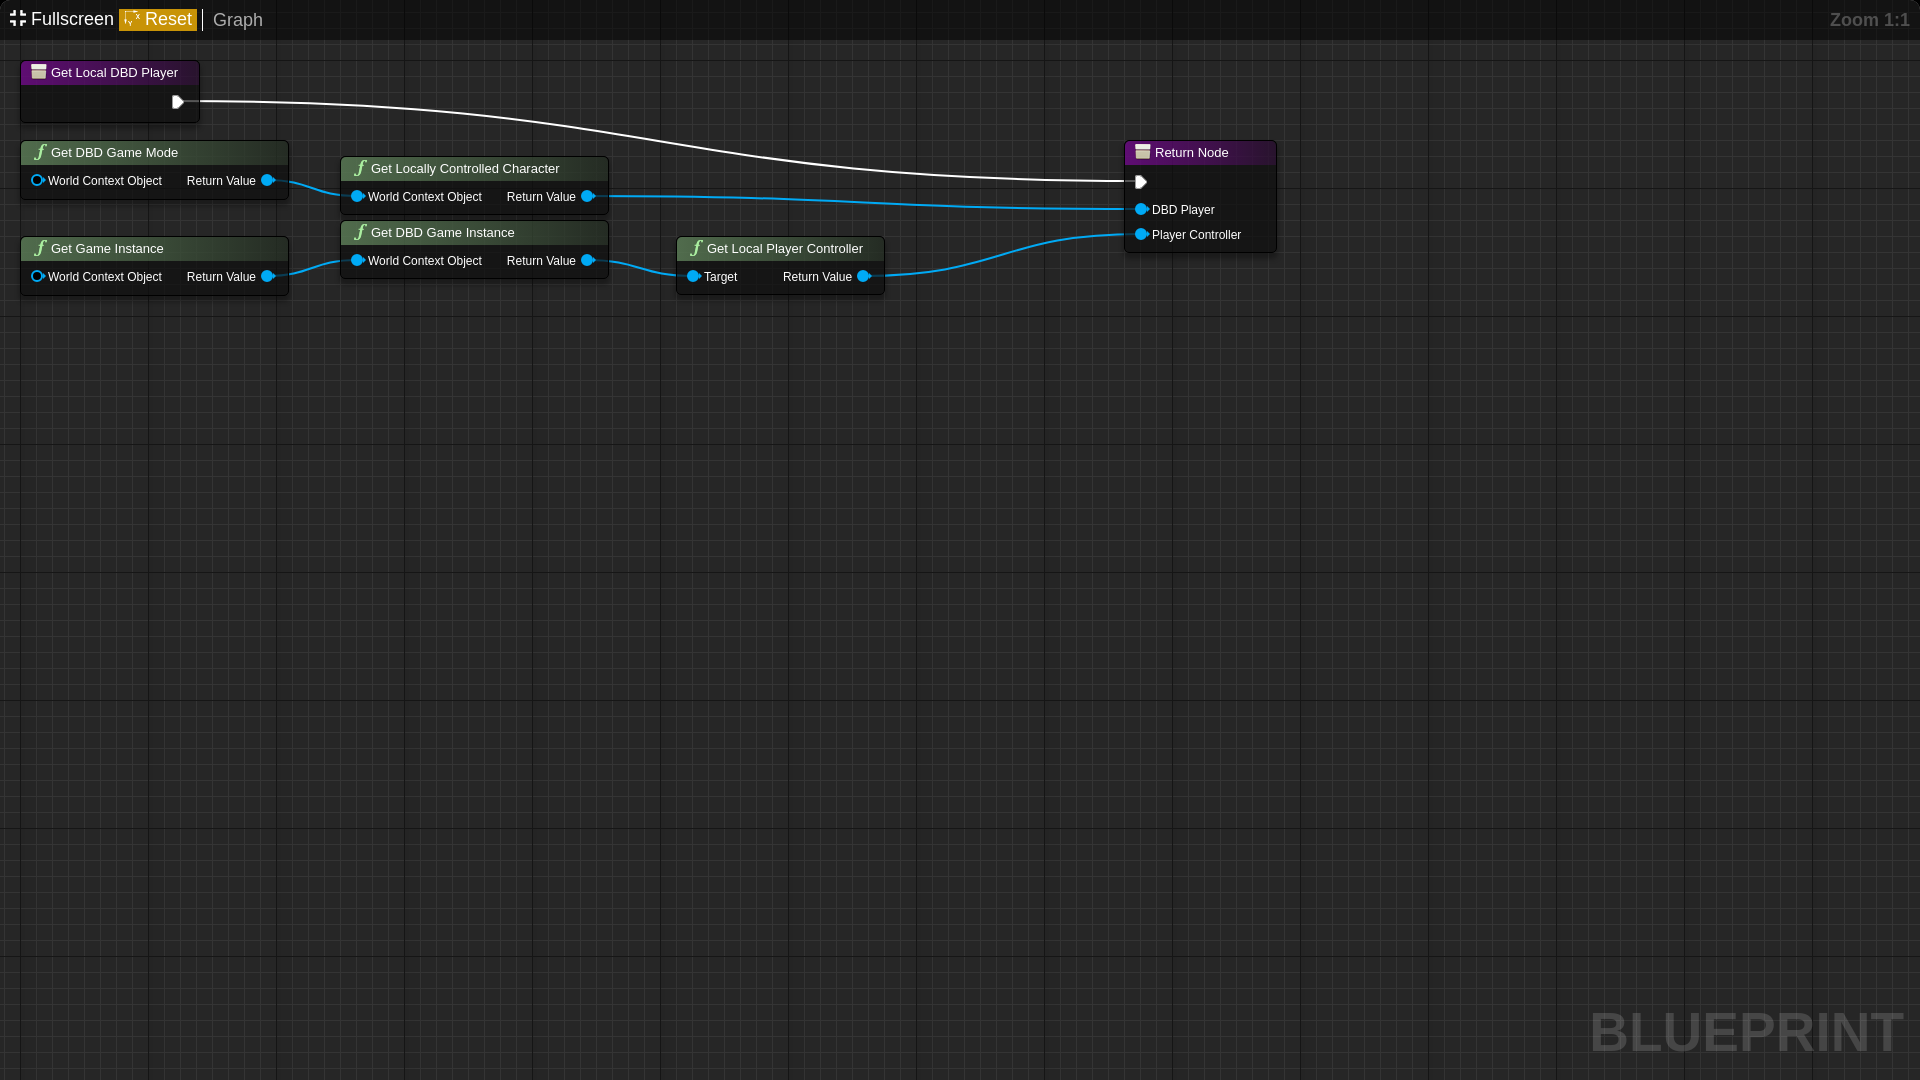 Fullscreen Reset Graph
Zoom 1:1
Get Local DBD Player
Get DBD Game Mode
World Context Object Return Value
Get Locally Controlled Character
World Context Object Return Value
Return Node
DBD Player
Player Controller
Get Game Instance
World Context Object Return Value
Get DBD Game Instance
World Context Object Return Value
Get Local Player Controller
Target Return Value
BLUEPRINT